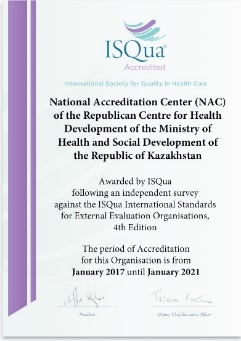 ISQua
Accredited
International Society for Quality in Health Care
National Accreditation Center (NAC)
of the Republican Centre for Health
Development of the Ministry of
Health and Social Development of
the Republic of Kazakhstan
Awarded by ISQua
following an independent survey
against the ISQua International Standards
for External Evaluation Organisations,
4th Edition
The period of Accreditation
for this Organisation is from
January 2017 until January 2021
President
Deputy Chief Executive Officer